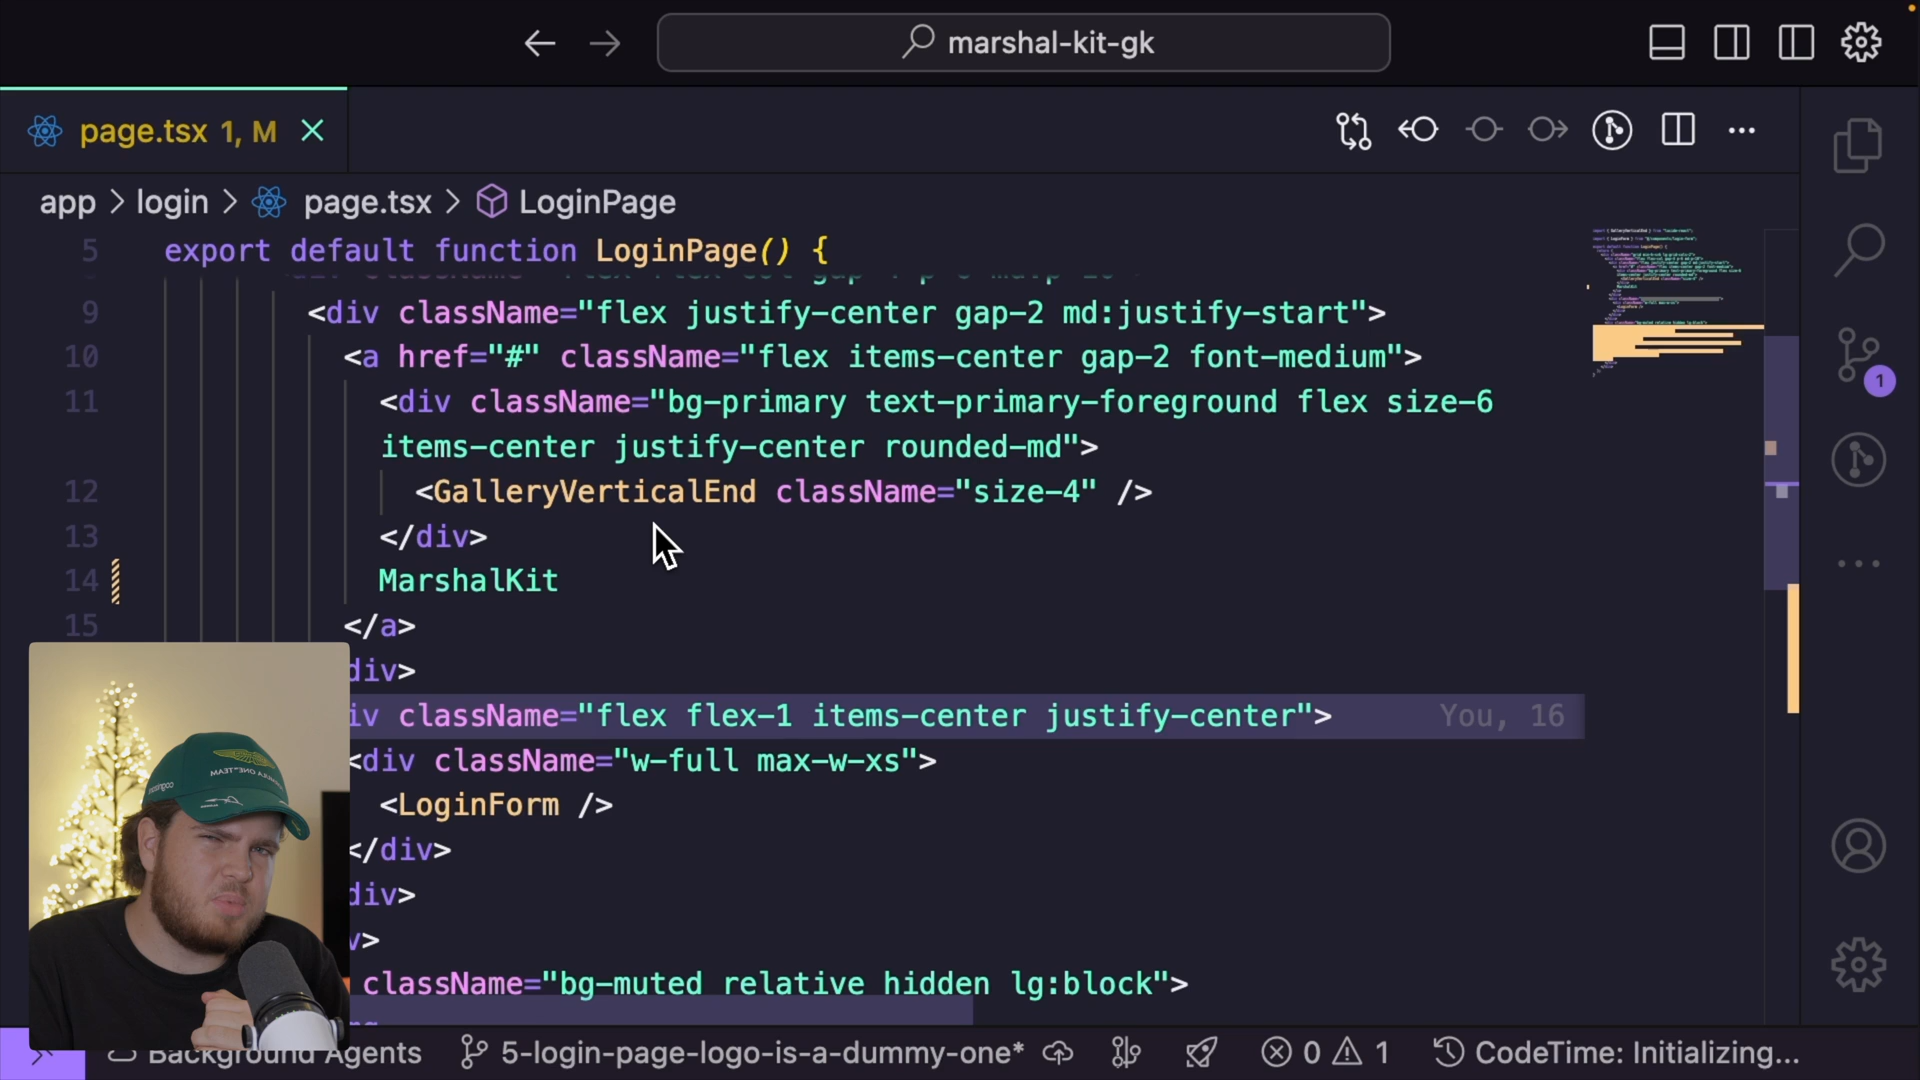 marshal-kit-gk
page.tsx 1, M
app > login > page.tsx > LoginPage
5 export default function LoginPage() {
9 <div className="flex justify-center gap-2 md:justify-start">
10 <a href="#" className="flex items-center gap-2 font-medium">
11 <div className="bg-primary text-primary-foreground flex size-6
items-center justify-center rounded-md">
12 <GalleryVerticalEnd className="size-4" />
13 </div>
14 MarshalKit
15 </a>
div>
iv className="flex flex-1 items-center justify-center"> You, 16
<div className="w-full max-w-xs">
<LoginForm />
</div>
div>
v>
className="bg-muted relative hidden lg:block">
1
Background Agents 5-login-page-logo-is-a-dummy-one* 0 1 CodeTime: Initializing...